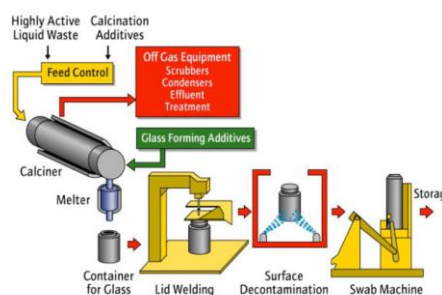 Highly Active
Liquid Waste
Calcination
Additives
Feed Control
Off Gas Equipment
Scrubbers
Condensers
Effluent
Treatment
Glass Forming Additives
Calciner
Melter
Container
for Glass
Lid Welding
Surface
Decontamination
Swab Machine
Storag